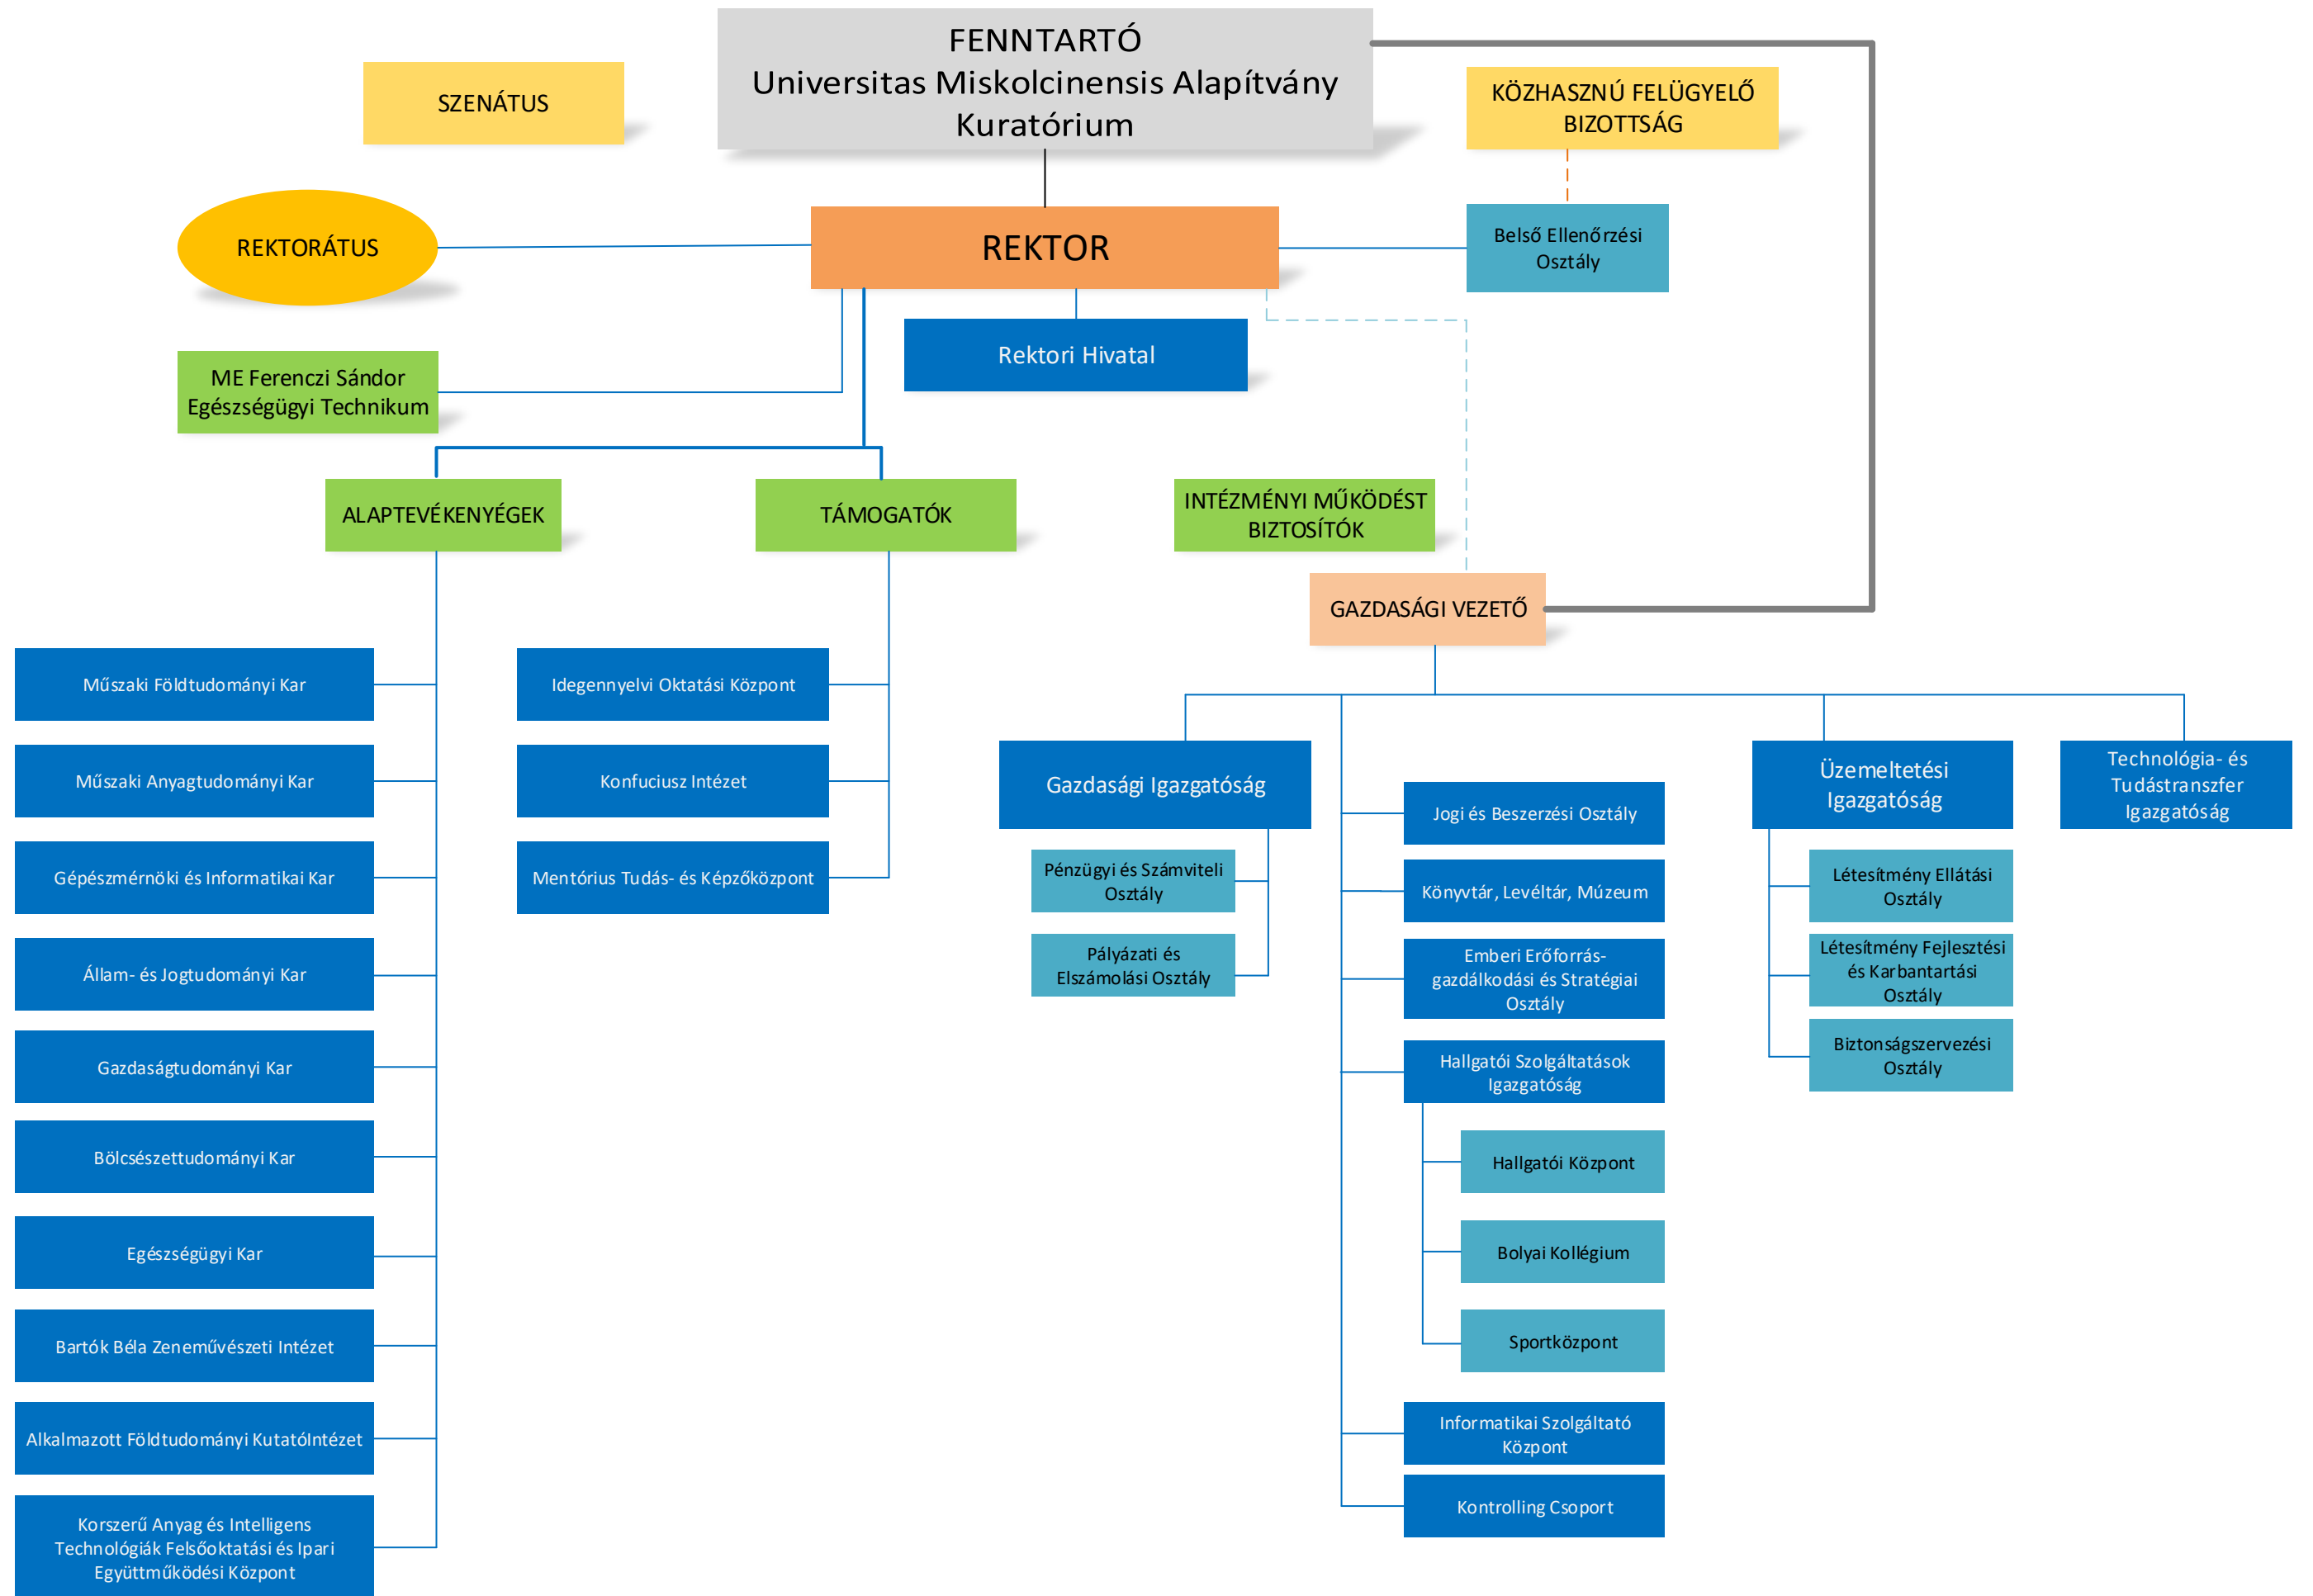 FENNTARTÓ
Universitas Miskolcinensis Alapítvány
Kuratórium
SZENÁTUS
KÖZHASZNÚ FELÜGYELŐ
BIZOTTSÁG
REKTORÁTUS
REKTOR
Belső Ellenőrzési
Osztály
Rektori Hivatal
ME Ferenczi Sándor
Egészségügyi Technikum
ALAPTEVÉKENYÉGEK
TÁMOGATÓK
INTÉZMÉNYI MŰKÖDÉST
BIZTOSÍTÓK
GAZDASÁGI VEZETŐ
Műszaki Földtudományi Kar
Műszaki Anyagtudományi Kar
Gépészmérnöki és Informatikai Kar
Állam- és Jogtudományi Kar
Gazdaságtudományi Kar
Bölcsészettudományi Kar
Egészségügyi Kar
Bartók Béla Zeneművészeti Intézet
Alkalmazott Földtudományi KutatóIntézet
Korszerű Anyag és Intelligens
Technológiák Felsőoktatási és Ipari
Együttműködési Központ
Idegennyelvi Oktatási Központ
Konfuciusz Intézet
Mentórius Tudás- és Képzőközpont
Gazdasági Igazgatóság
Pénzügyi és Számviteli
Osztály
Pályázati és
Elszámolási Osztály
Jogi és Beszerzési Osztály
Könyvtár, Levéltár, Múzeum
Emberi Erőforrás-
gazdálkodási és Stratégiai
Osztály
Hallgatói Szolgáltatások
Igazgatóság
Hallgatói Központ
Bolyai Kollégium
Sportközpont
Informatikai Szolgáltató
Központ
Kontrolling Csoport
Üzemeltetési
Igazgatóság
Létesítmény Ellátási
Osztály
Létesítmény Fejlesztési
és Karbantartási
Osztály
Biztonságszervezési
Osztály
Technológia- és
Tudástranszfer
Igazgatóság